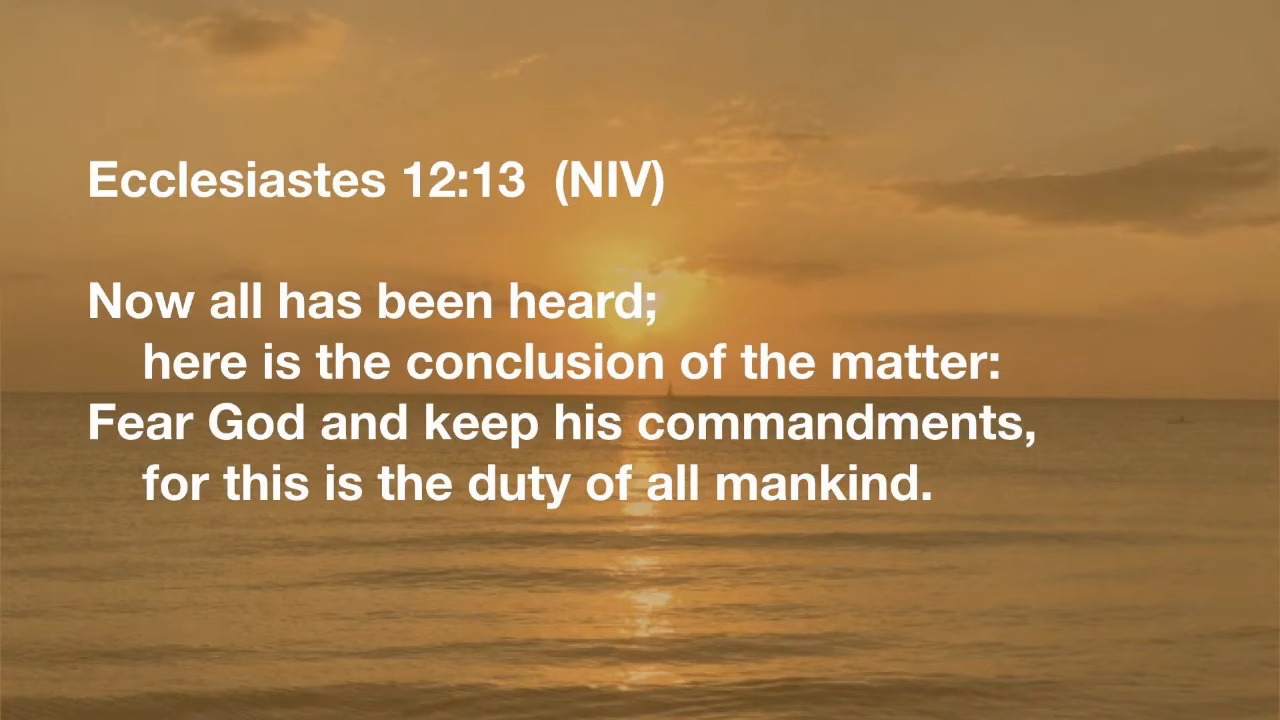 Ecclesiastes 12:13  (NIV)
Now all has been heard;
here is the conclusion of the matter:
Fear God and keep his commandments,
for this is the duty of all mankind.